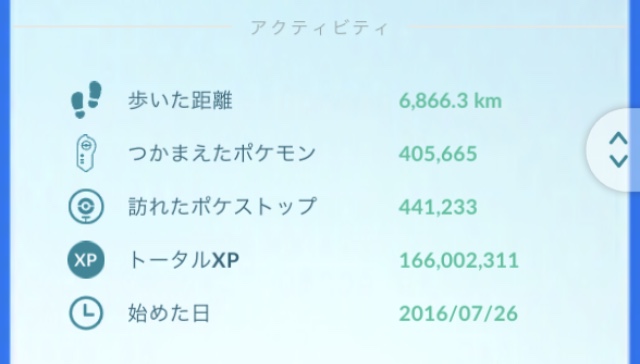 アクティビティ
歩いた距離 6,866.3 km
つかまえたポケモン 405,665
訪れたポケストップ 441,233
XP トータルXP 166,002,311
始めた日 2016/07/26